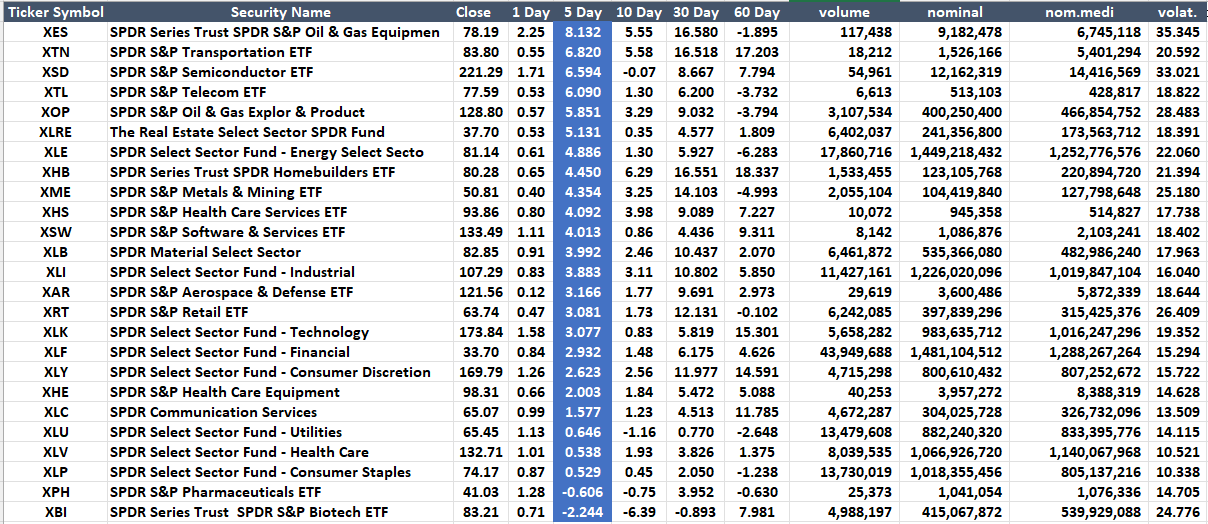 Ticker Symbol Security Name Close 1 Day 5 Day 10 Day 30 Day 60 Day volume nominal nom.medi volat.
XES SPDR Series Trust SPDR S&P Oil & Gas Equipmen 78.19 2.25 8.132 5.55 16.580 -1.895 117,438 9,182,478 6,745,118 35.345
XTN SPDR S&P Transportation ETF 83.80 0.55 6.820 5.58 16.518 17.203 18,212 1,526,166 5,401,294 20.592
XSD SPDR S&P Semiconductor ETF 221.29 1.71 6.594 -0.07 8.667 7.794 54,961 12,162,319 14,416,569 33.021
XTL SPDR S&P Telecom ETF 77.59 0.53 6.090 1.30 6.200 -3.732 6,613 513,103 428,817 18.822
XOP SPDR S&P Oil & Gas Explor & Product 128.80 0.57 5.851 3.29 9.032 -3.794 3,107,534 400,250,400 466,854,752 28.483
XLRE The Real Estate Select Sector SPDR Fund 37.70 0.53 5.131 0.35 4.577 1.809 6,402,037 241,356,800 173,563,712 18.391
XLE SPDR Select Sector Fund - Energy Select Secto 81.14 0.61 4.886 1.30 5.927 -6.283 17,860,716 1,449,218,432 1,252,776,576 22.060
XHB SPDR Series Trust SPDR Homebuilders ETF 80.28 0.65 4.450 6.29 16.551 18.337 1,533,455 123,105,768 220,894,720 21.394
XME SPDR S&P Metals & Mining ETF 50.81 0.40 4.354 3.25 14.103 -4.993 2,055,104 104,419,840 127,798,648 25.180
XHS SPDR S&P Health Care Services ETF 93.86 0.80 4.092 3.98 9.089 7.227 10,072 945,358 514,827 17.738
XSW SPDR S&P Software & Services ETF 133.49 1.11 4.013 0.86 4.436 9.311 8,142 1,086,876 2,103,241 18.402
XLB SPDR Material Select Sector 82.85 0.91 3.992 2.46 10.437 2.070 6,461,872 535,366,080 482,986,240 17.963
XLI SPDR Select Sector Fund - Industrial 107.29 0.83 3.883 3.11 10.802 5.850 11,427,161 1,226,020,096 1,019,847,104 16.040
XAR SPDR S&P Aerospace & Defense ETF 121.56 0.12 3.166 1.77 9.691 2.973 29,619 3,600,486 5,872,339 18.644
XRT SPDR S&P Retail ETF 63.74 0.47 3.081 1.73 12.131 -0.102 6,242,085 397,839,296 315,425,376 26.409
XLK SPDR Select Sector Fund - Technology 173.84 1.58 3.077 0.83 5.819 15.301 5,658,282 983,635,712 1,016,247,296 19.352
XLF SPDR Select Sector Fund - Financial 33.70 0.84 2.932 1.48 6.175 4.626 43,949,688 1,481,104,512 1,288,267,264 15.294
XLY SPDR Select Sector Fund - Consumer Discretion 169.79 1.26 2.623 2.56 11.977 14.591 4,715,298 800,610,432 807,252,672 15.722
XHE SPDR S&P Health Care Equipment 98.31 0.66 2.003 1.84 5.472 5.088 40,253 3,957,272 8,388,319 14.628
XLC SPDR Communication Services 65.07 0.99 1.577 1.23 4.513 11.785 4,672,287 304,025,728 326,732,096 13.509
XLU SPDR Select Sector Fund - Utilities 65.45 1.13 0.646 -1.16 0.770 -2.648 13,479,608 882,240,320 833,395,776 14.115
XLV SPDR Select Sector Fund - Health Care 132.71 1.01 0.538 1.93 3.826 1.375 8,039,535 1,066,926,720 1,140,067,968 10.521
XLP SPDR Select Sector Fund - Consumer Staples 74.17 0.87 0.529 0.45 2.050 -1.238 13,730,019 1,018,355,456 805,137,216 10.338
XPH SPDR S&P Pharmaceuticals ETF 41.03 1.28 -0.606 -0.75 3.952 -0.630 25,373 1,041,054 1,076,336 14.705
XBI SPDR Series Trust SPDR S&P Biotech ETF 83.21 0.71 -2.244 -6.39 -0.893 7.981 4,988,197 415,067,872 539,929,088 24.776